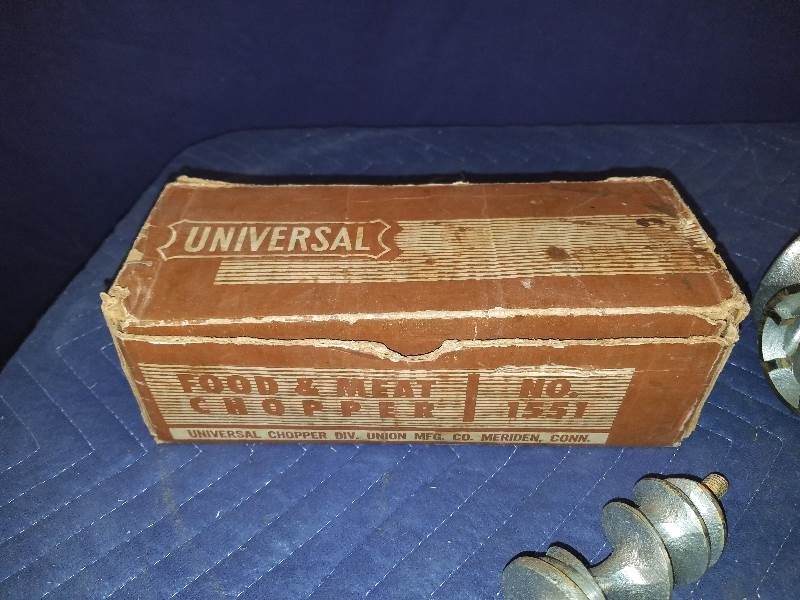 UNIVERSAL
FOOD & MEAT
CHOPPER
NO.
1551
UNIVERSAL CHOPPER DIV. UNION MFG. CO. MERIDEN, CONN.